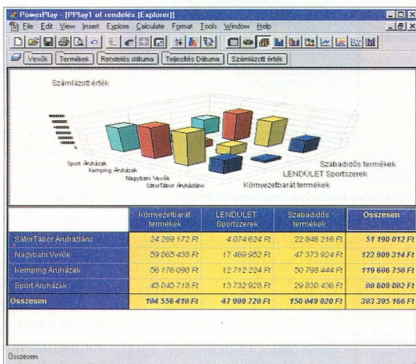 PowerPlay - [PPlay1 of rendelés (Explorer)]
File Edit View Insert Explore Calculate Format Tools Window Help
Vevők Termékek Rendelés dátuma Teljesítés Dátuma Számlázott érték
Számlázott érték
Sport Áruházak
Kemping Áruházak
Nagybani Vevők
SátorTábor Áruházlánc
Szabadidős termékek
LENDÜLET Sportszerek
Környezetbarát termékek
Környezetbarát termékek LENDÜLET Sportszerek Szabadidős termékek Összesen
SátorTábor Áruházlánc 24 269 172 Ft 4 074 624 Ft 22 846 216 Ft 51 190 012 Ft
Nagybani Vevők 59 065 438 Ft 17 469 952 Ft 47 373 924 Ft 123 909 314 Ft
Kemping Áruházak 56 176 090 Ft 12 712 224 Ft 50 798 444 Ft 119 686 758 Ft
Sport Áruházak 45 045 718 Ft 13 732 928 Ft 29 830 436 Ft 88 609 082 Ft
Összesen 184 556 418 Ft 47 989 728 Ft 150 849 020 Ft 383 395 166 Ft
Összesen